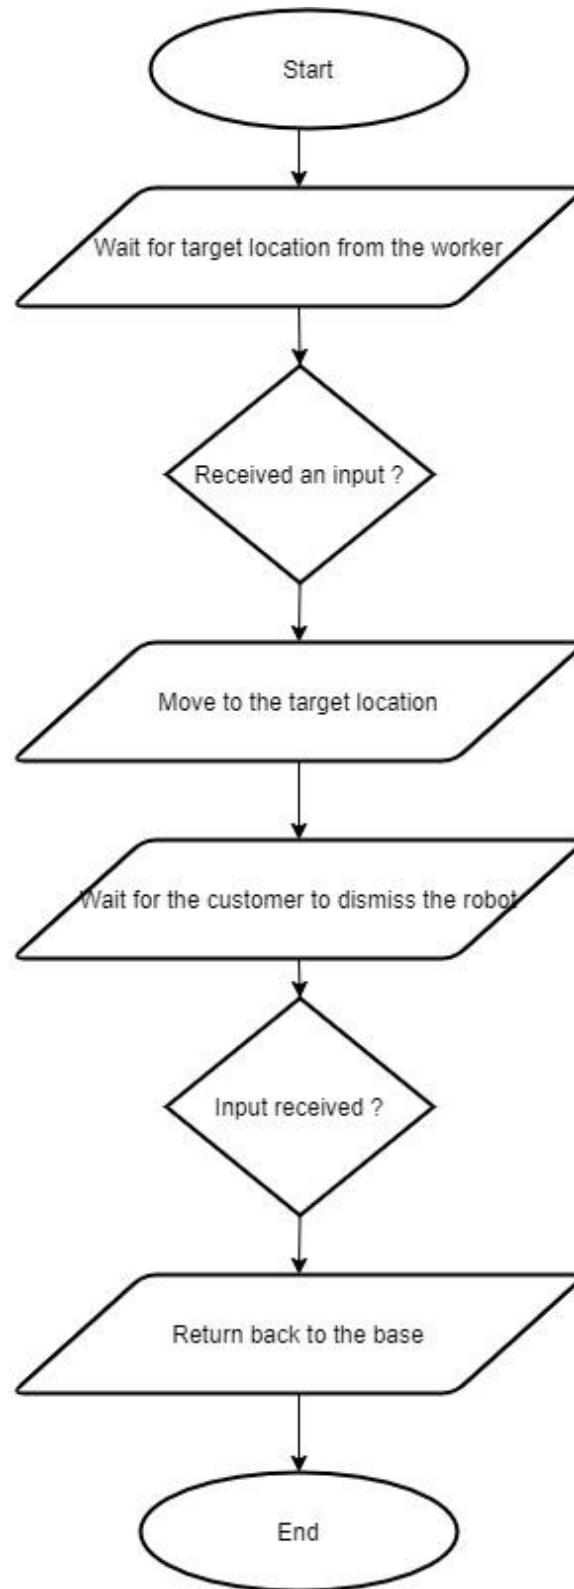 Start
Wait for target location from the worker
Received an input ?
Move to the target location
Wait for the customer to dismiss the robot
Input received ?
Return back to the base
End